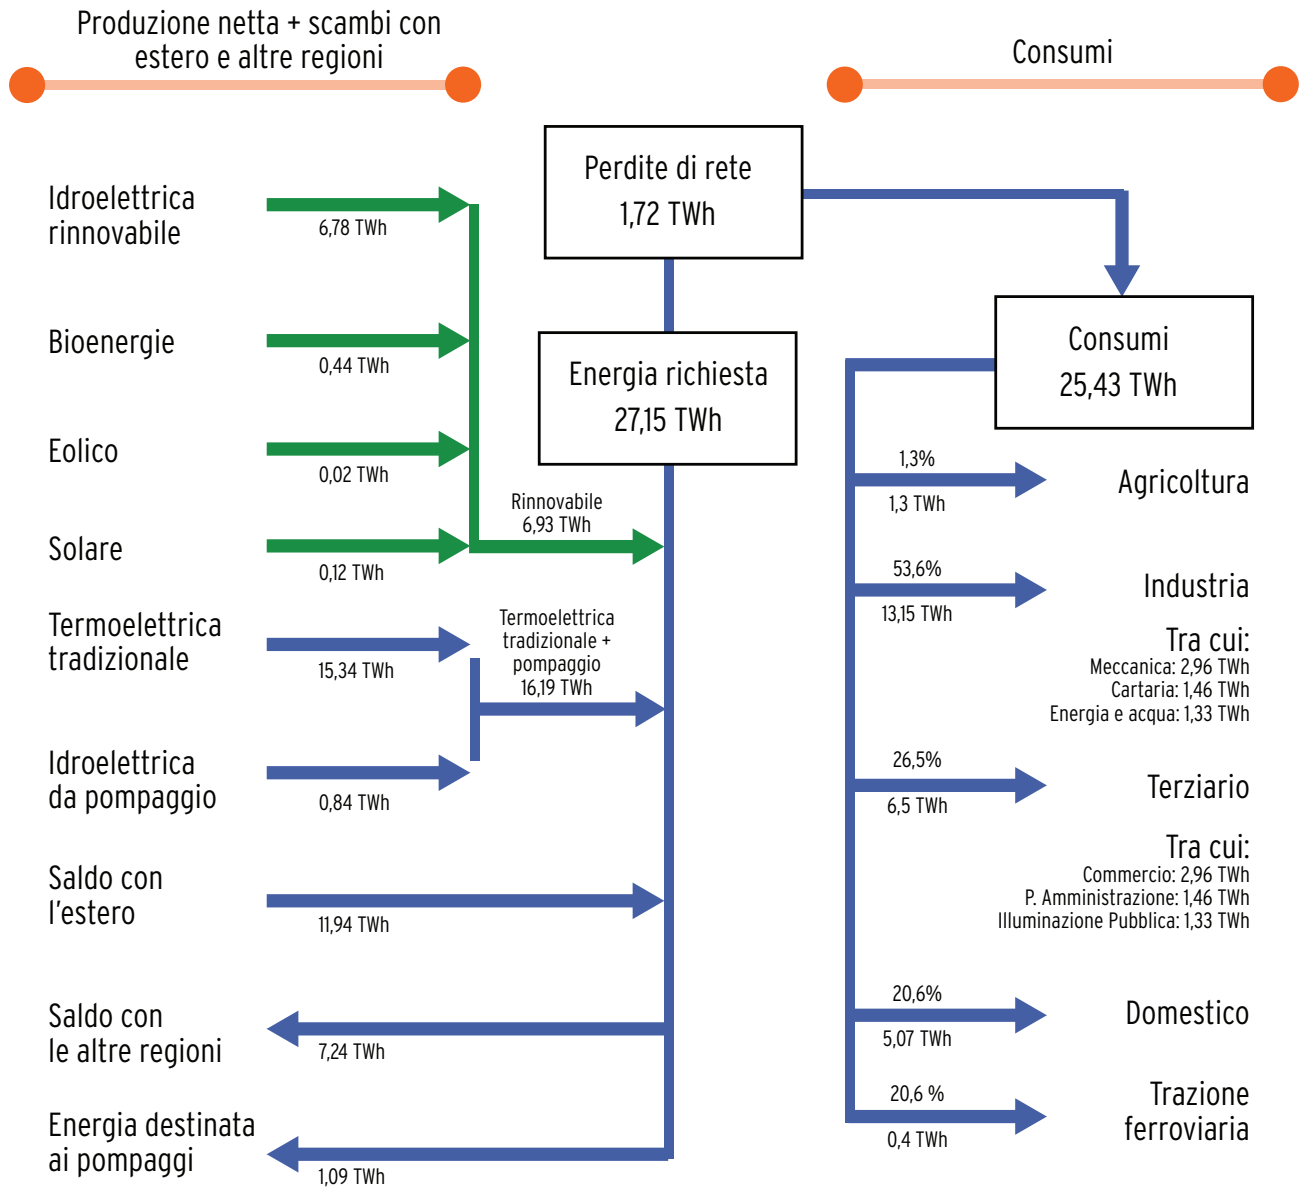 Produzione netta + scambi con
estero e altre regioni
Consumi
Perdite di rete
1,72 TWh
Idroelettrica
rinnovabile
6,78 TWh
Consumi
25,43 TWh
Bioenergie
0,44 TWh
Energia richiesta
27,15 TWh
Eolico
0,02 TWh
Rinnovabile
6,93 TWh
Solare
0,12 TWh
Termoelettrica
tradizionale
15,34 TWh
Termoelettrica
tradizionale +
pompaggio
16,19 TWh
Idroelettrica
da pompaggio
0,84 TWh
Saldo con
l'estero
11,94 TWh
Saldo con
le altre regioni
7,24 TWh
Energia destinata
ai pompaggi
1,09 TWh
1,3%
1,3 TWh
Agricoltura
53,6%
13,15 TWh
Industria
Tra cui:
Meccanica: 2,96 TWh
Cartaria: 1,46 TWh
Energia e acqua: 1,33 TWh
26,5%
6,5 TWh
Terziario
Tra cui:
Commercio: 2,96 TWh
P. Amministrazione: 1,46 TWh
Illuminazione Pubblica: 1,33 TWh
20,6%
5,07 TWh
Domestico
20,6 %
0,4 TWh
Trazione
ferroviaria